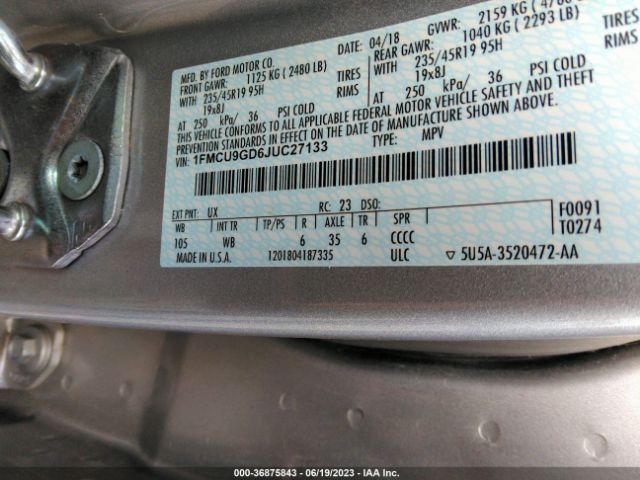 MFD. BY FORD MOTOR CO.
DATE: 04/18 GVWR: 2159 KG
FRONT GAWR: 1125 KG (2480 LB)
REAR GAWR: 1040 KG (2293 LB)
WITH 235/45R19 95H TIRES
WITH 235/45R19 95H TIRES
19x8J RIMS
19x8J RIMS
AT 250 kPa/ 36 PSI COLD
AT 250 kPa/ 36 PSI COLD
THIS VEHICLE CONFORMS TO ALL APPLICABLE FEDERAL MOTOR VEHICLE SAFETY AND THEFT
PREVENTION STANDARDS IN EFFECT ON THE DATE OF MANUFACTURE SHOWN ABOVE.
VIN: 1FMCU9GD6JUC27133
TYPE: MPV
EXT PNT: UX RC: 23 DSO:
WB INT TR TP/PS R AXLE TR SPR
105 WB 6 35 6 CCCC
F0091
T0274
MADE IN U.S.A. 1201804187335 ULC ▽ 5U5A-3520472-AA
000-36875843 - 06/19/2023 - IAA Inc.